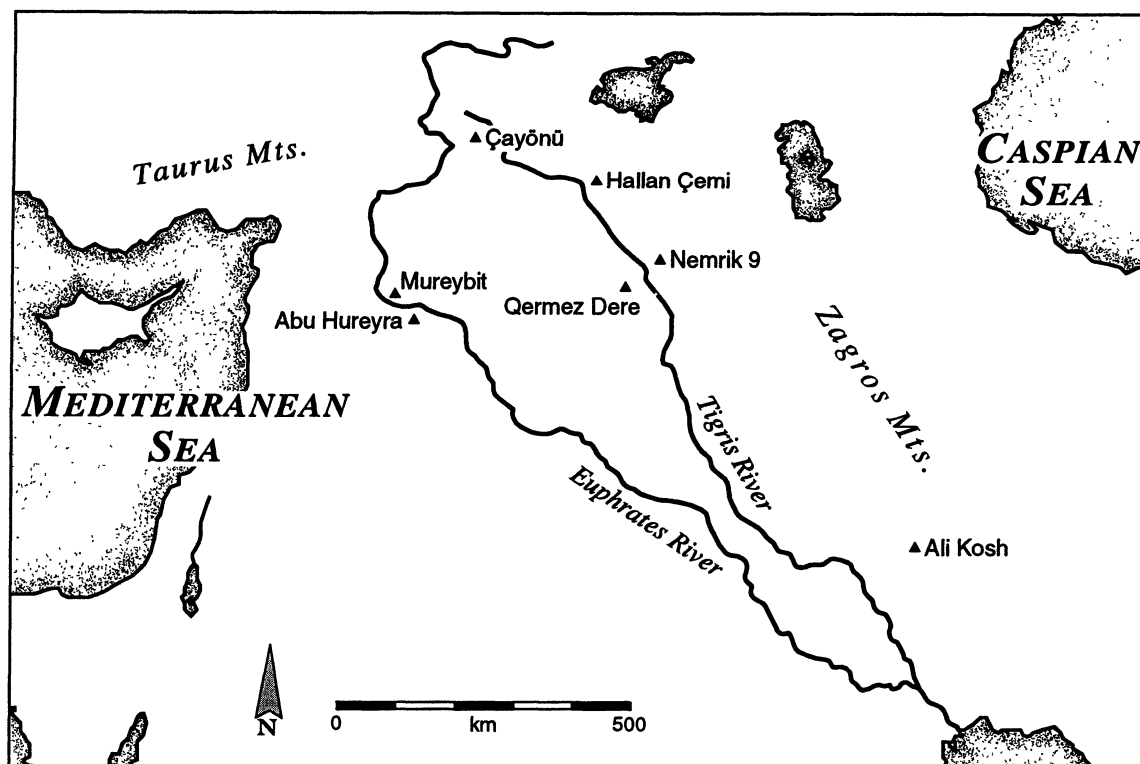 Taurus Mts.
Çayönü
Hallan Çemi
CASPIAN
SEA
Nemrik 9
Mureybit
Qermez Dere
Abu Hureyra
Zagros Mts.
MEDITERRANEAN
SEA
Tigris River
Euphrates River
Ali Kosh
N
0
km
500